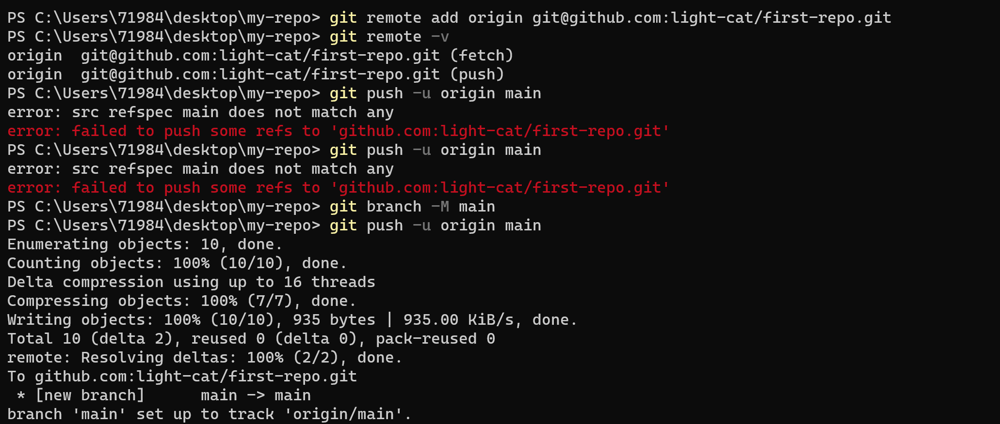 PS C:\Users\71984\desktop\my-repo> git remote add origin git@github.com:light-cat/first-repo.git
PS C:\Users\71984\desktop\my-repo> git remote -v
origin  git@github.com:light-cat/first-repo.git (fetch)
origin  git@github.com:light-cat/first-repo.git (push)
PS C:\Users\71984\desktop\my-repo> git push -u origin main
error: src refspec main does not match any
error: failed to push some refs to 'github.com:light-cat/first-repo.git'
PS C:\Users\71984\desktop\my-repo> git push -u origin main
error: src refspec main does not match any
error: failed to push some refs to 'github.com:light-cat/first-repo.git'
PS C:\Users\71984\desktop\my-repo> git branch -M main
PS C:\Users\71984\desktop\my-repo> git push -u origin main
Enumerating objects: 10, done.
Counting objects: 100% (10/10), done.
Delta compression using up to 16 threads
Compressing objects: 100% (7/7), done.
Writing objects: 100% (10/10), 935 bytes | 935.00 KiB/s, done.
Total 10 (delta 2), reused 0 (delta 0), pack-reused 0
remote: Resolving deltas: 100% (2/2), done.
To github.com:light-cat/first-repo.git
 * [new branch]      main -> main
branch 'main' set up to track 'origin/main'.